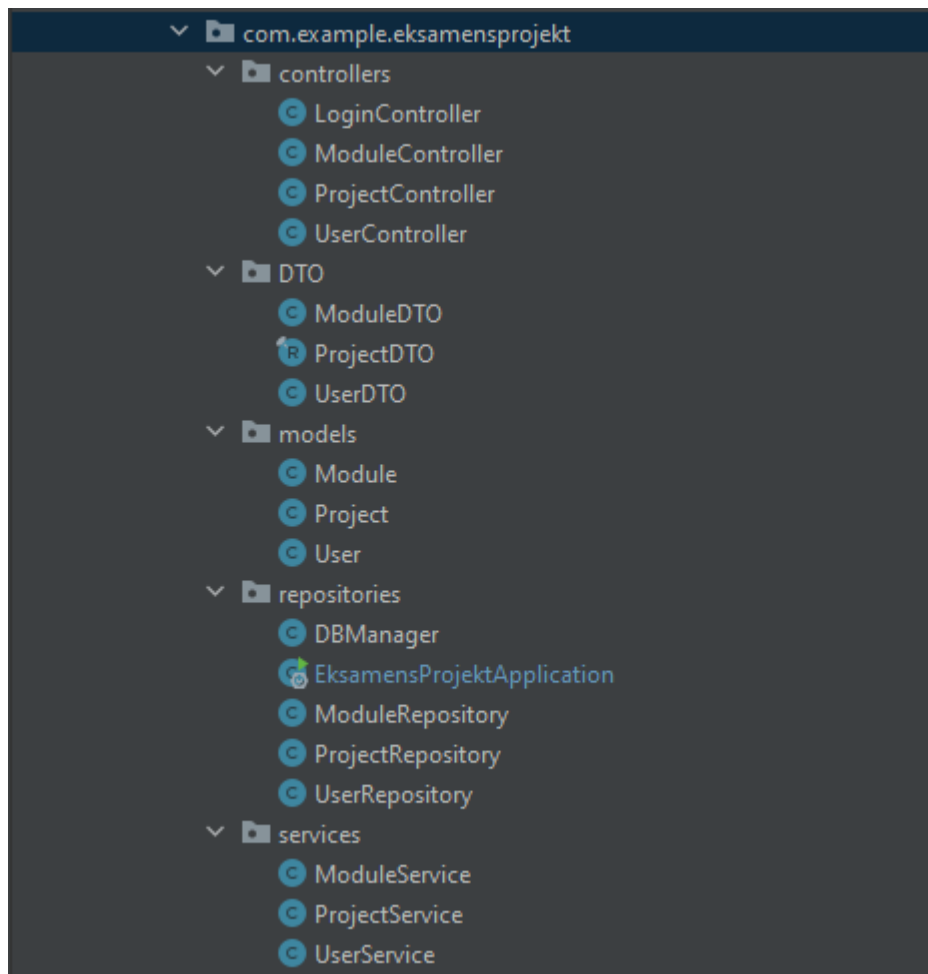 com.example.eksamensprojekt
controllers
LoginController
ModuleController
ProjectController
UserController
DTO
ModuleDTO
ProjectDTO
UserDTO
models
Module
Project
User
repositories
DBManager
EksamensProjektApplication
ModuleRepository
ProjectRepository
UserRepository
services
ModuleService
ProjectService
UserService